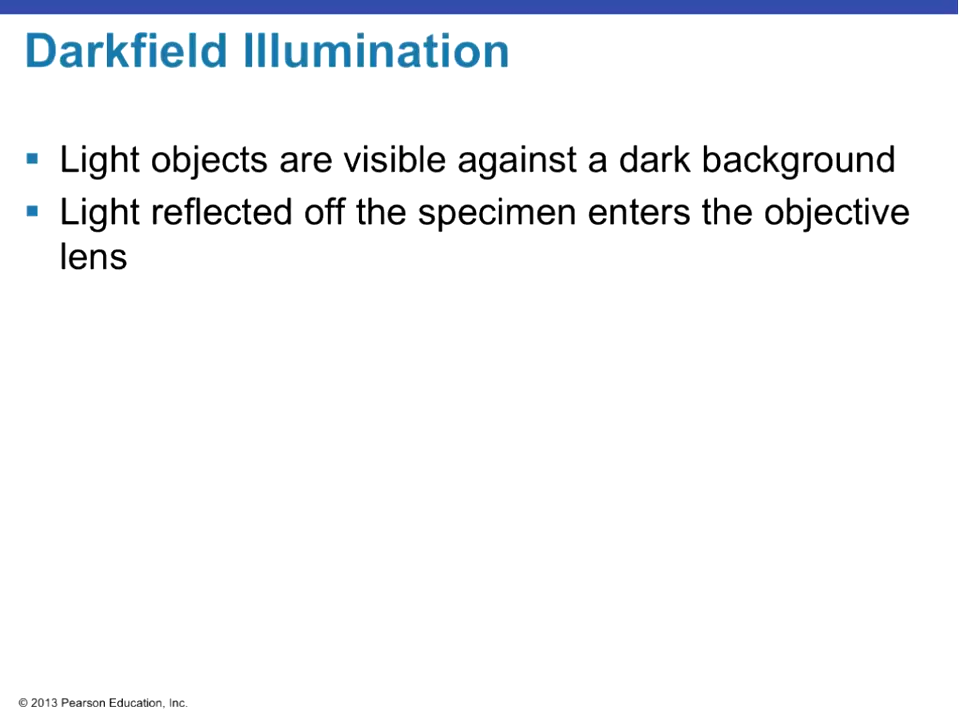 Darkfield Illumination
▪ Light objects are visible against a dark background
▪ Light reflected off the specimen enters the objective
lens
© 2013 Pearson Education, Inc.